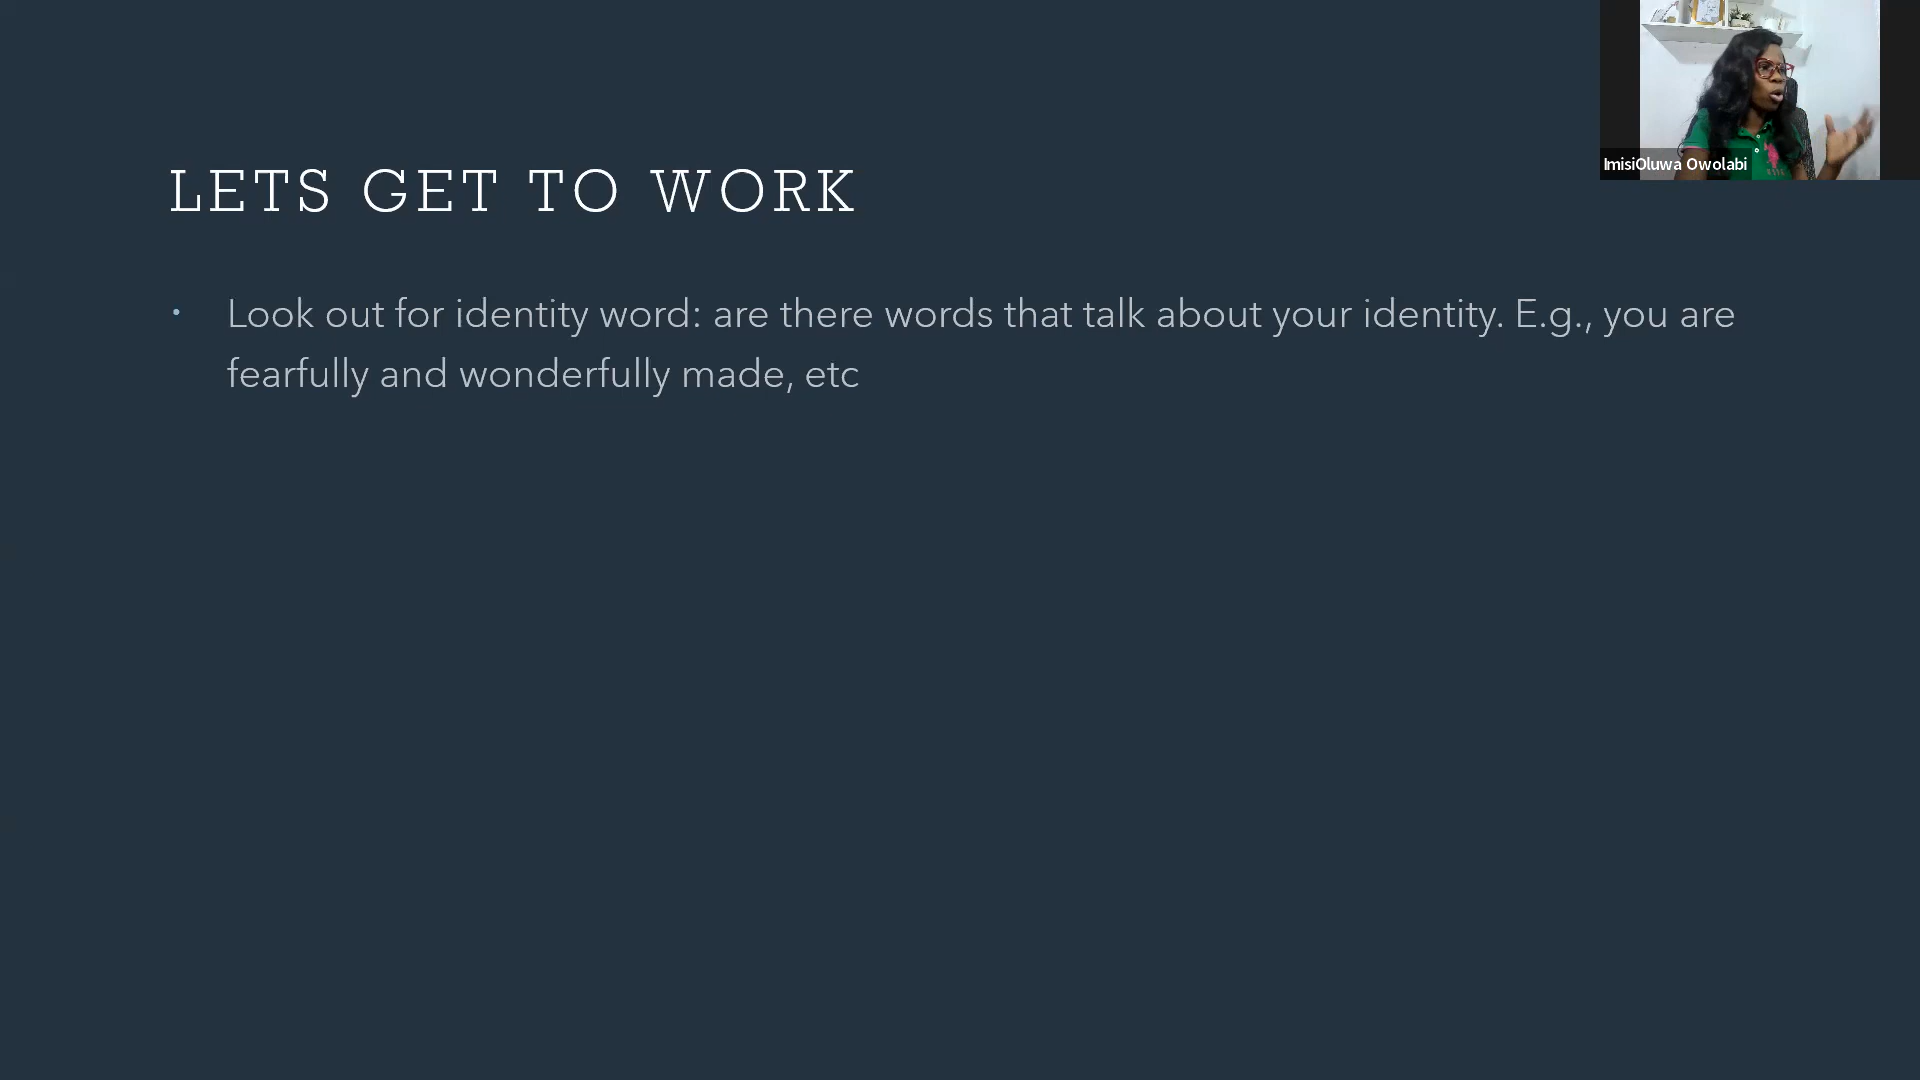 LETS GET TO WORK
• Look out for identity word: are there words that talk about your identity. E.g., you are
fearfully and wonderfully made, etc
ImisiOluwa Owolabi